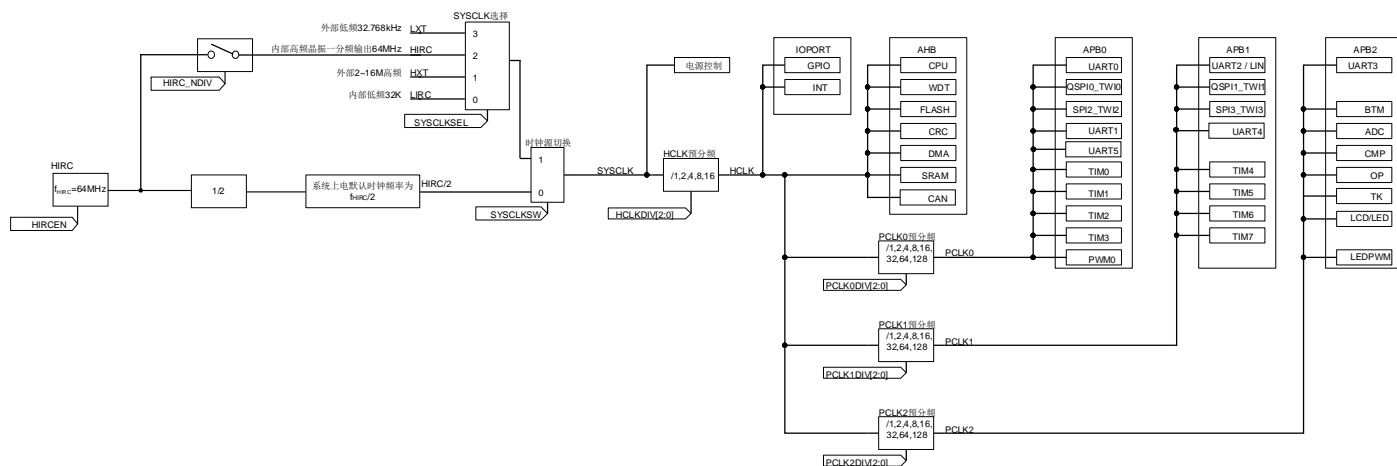 SYSCLK选择
外部低频32.768kHz LXT
3
内部高频晶振一分频输出64MHz HIRC
2
外部2~16M高频 HXT
1
内部低频32K LIRC
0
SYSCLKSEL
HIRC_NDIV
HIRC
fHIRC=64MHz
HIRCEN
1/2
系统上电默认时钟频率为
fHIRC/2
HIRC/2
时钟源切换
1
0
SYSCLKSW
SYSCLK
电源控制
HCLK预分频
/1,2,4,8,16
HCLKDIV[2:0]
HCLK
IOPORT
GPIO
INT
AHB
CPU
WDT
FLASH
CRC
DMA
SRAM
CAN
PCLK0预分频
/1,2,4,8,16,
32,64,128
PCLK0DIV[2:0]
PCLK0
PCLK1预分频
/1,2,4,8,16,
32,64,128
PCLK1DIV[2:0]
PCLK1
PCLK2预分频
/1,2,4,8,16,
32,64,128
PCLK2DIV[2:0]
PCLK2
APB0
UART0
QSPI0_TWI0
SPI2_TWI2
UART1
UART5
TIM0
TIM1
TIM2
TIM3
PWM0
APB1
UART2 / LIN
QSPI1_TWI1
SPI3_TWI3
UART4
TIM4
TIM5
TIM6
TIM7
APB2
UART3
BTM
ADC
CMP
OP
TK
LCD/LED
LEDPWM